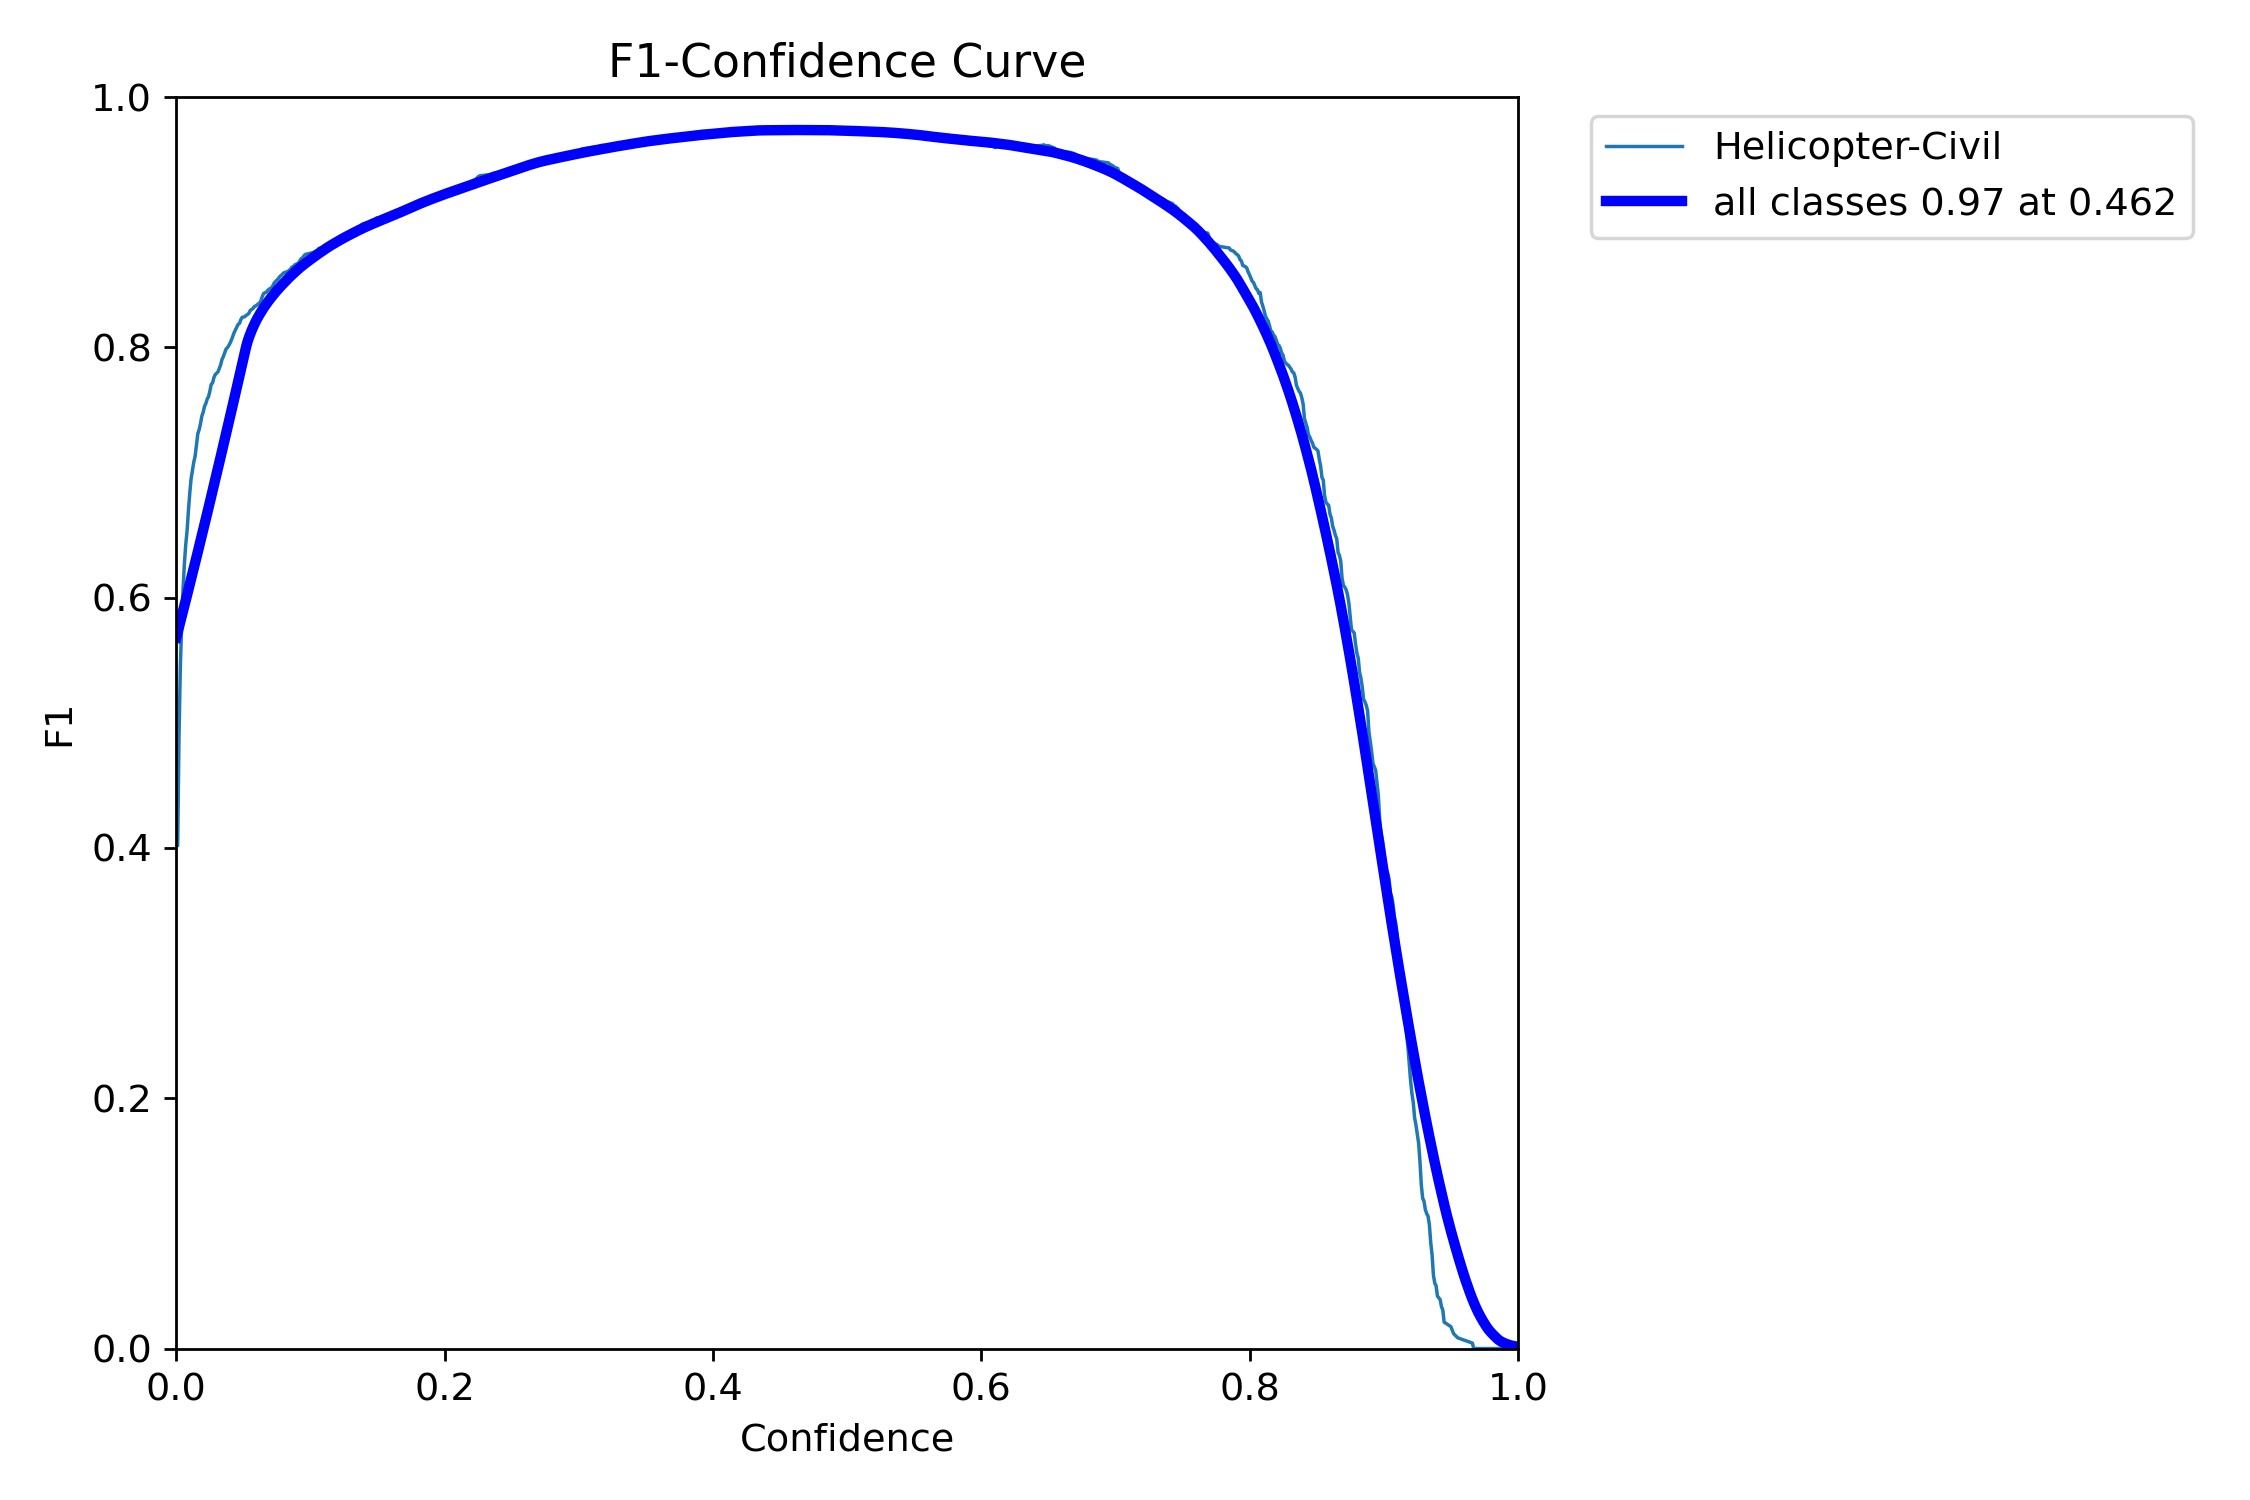 F1-Confidence Curve
1.0
0.8
0.6
0.4
0.2
0.0
F1
0.0 0.2 0.4 0.6 0.8 1.0
Confidence
Helicopter-Civil
all classes 0.97 at 0.462